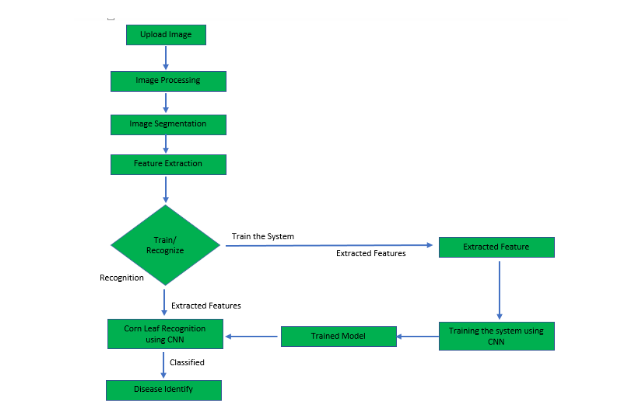 Upload Image
Image Processing
Image Segmentation
Feature Extraction
Train/
Recognize
Train the System
Extracted Features
Extracted Feature
Recognition
Extracted Features
Corn Leaf Recognition
using CNN
Trained Model
Training the system using
CNN
Classified
Disease Identify